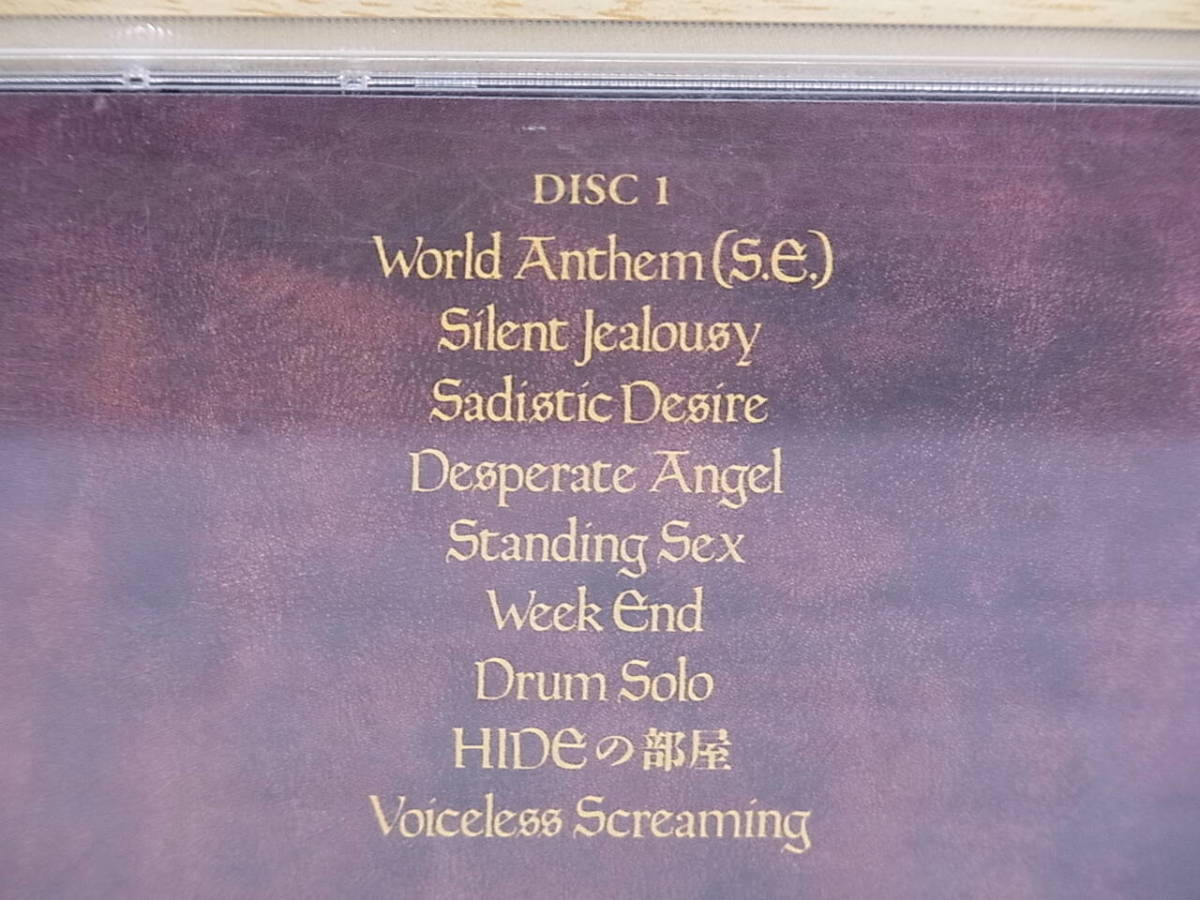 DISC 1
World Anthem (S.E.)
Silent Jealousy
Sadistic Desire
Desperate Angel
Standing Sex
Week End
Drum Solo
HIDEの部屋
Voiceless Screaming